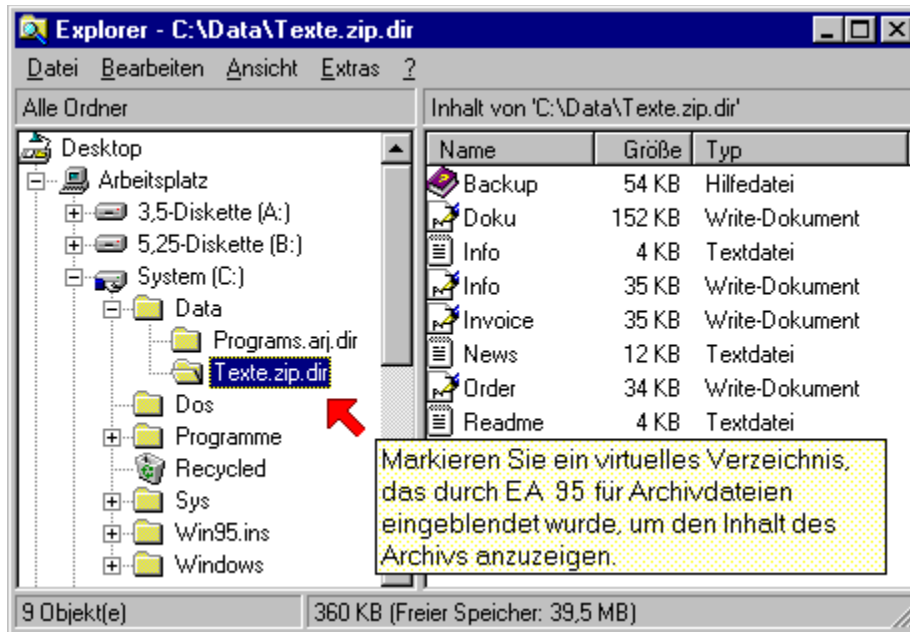 Explorer - C:\Data\Texte.zip.dir
Datei Bearbeiten Ansicht Extras ?
Alle Ordner
Inhalt von 'C:\Data\Texte.zip.dir'
Desktop
Arbeitsplatz
3,5-Diskette (A:)
5,25-Diskette (B:)
System (C:)
Data
Programs.arj.dir
Texte.zip.dir
Dos
Programme
Recycled
Sys
Win95.ins
Windows
Name Größe Typ
Backup 54 KB Hilfedatei
Doku 152 KB Write-Dokument
Info 4 KB Textdatei
Info 35 KB Write-Dokument
Invoice 35 KB Write-Dokument
News 12 KB Textdatei
Order 34 KB Write-Dokument
Readme 4 KB Textdatei
Markieren Sie ein virtuelles Verzeichnis,
das durch EA 95 für Archivdateien
eingeblendet wurde, um den Inhalt des
Archivs anzuzeigen.
9 Objekt(e)
360 KB (Freier Speicher: 39,5 MB)